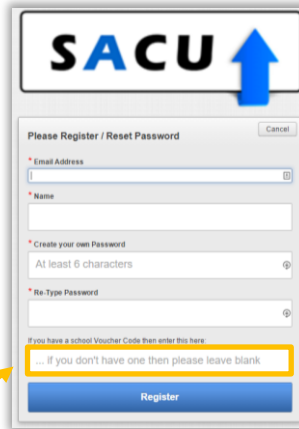 SACU
Please Register / Reset Password
Cancel
* Email Address
* Name
* Create your own Password
At least 6 characters
* Re-Type Password
If you have a school Voucher Code then enter this here:
... if you don't have one then please leave blank
Register